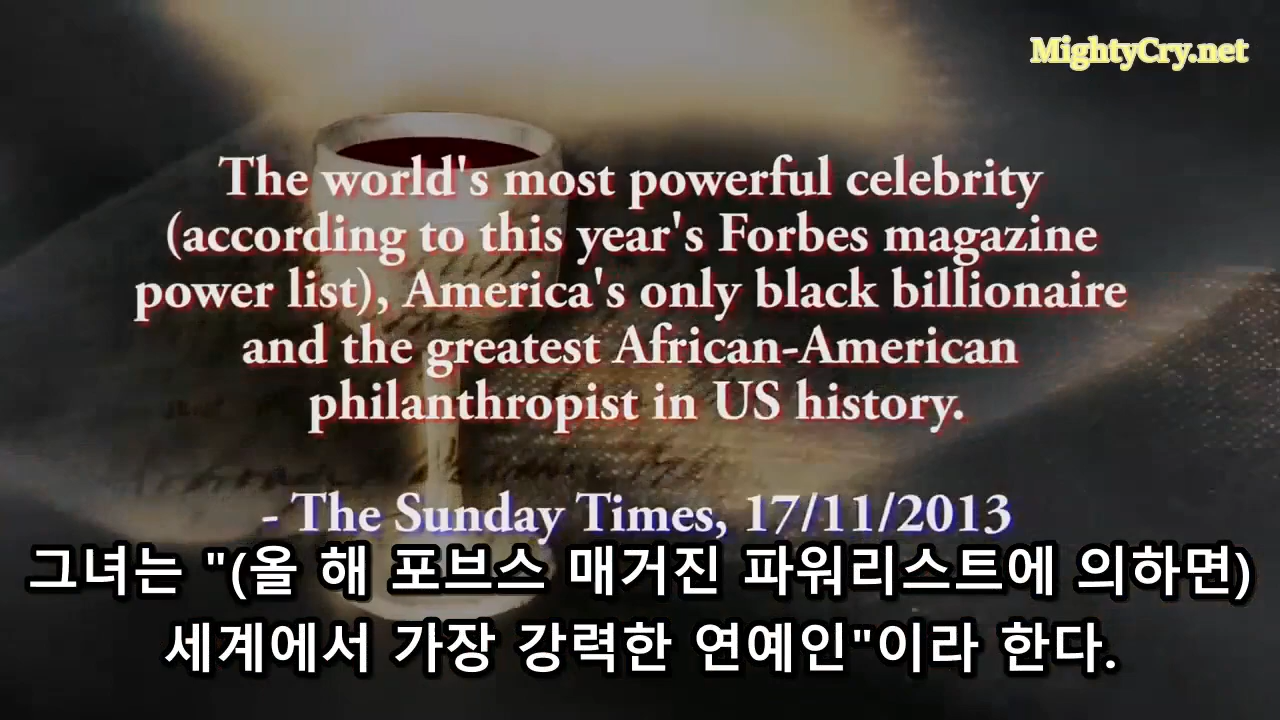 MightyCry.net
The world's most powerful celebrity
(according to this year's Forbes magazine
power list), America's only black billionaire
and the greatest African-American
philanthropist in US history.
- The Sunday Times, 17/11/2013
그녀는 "(올 해 포브스 매거진 파워리스트에 의하면)
세계에서 가장 강력한 연예인"이라 한다.